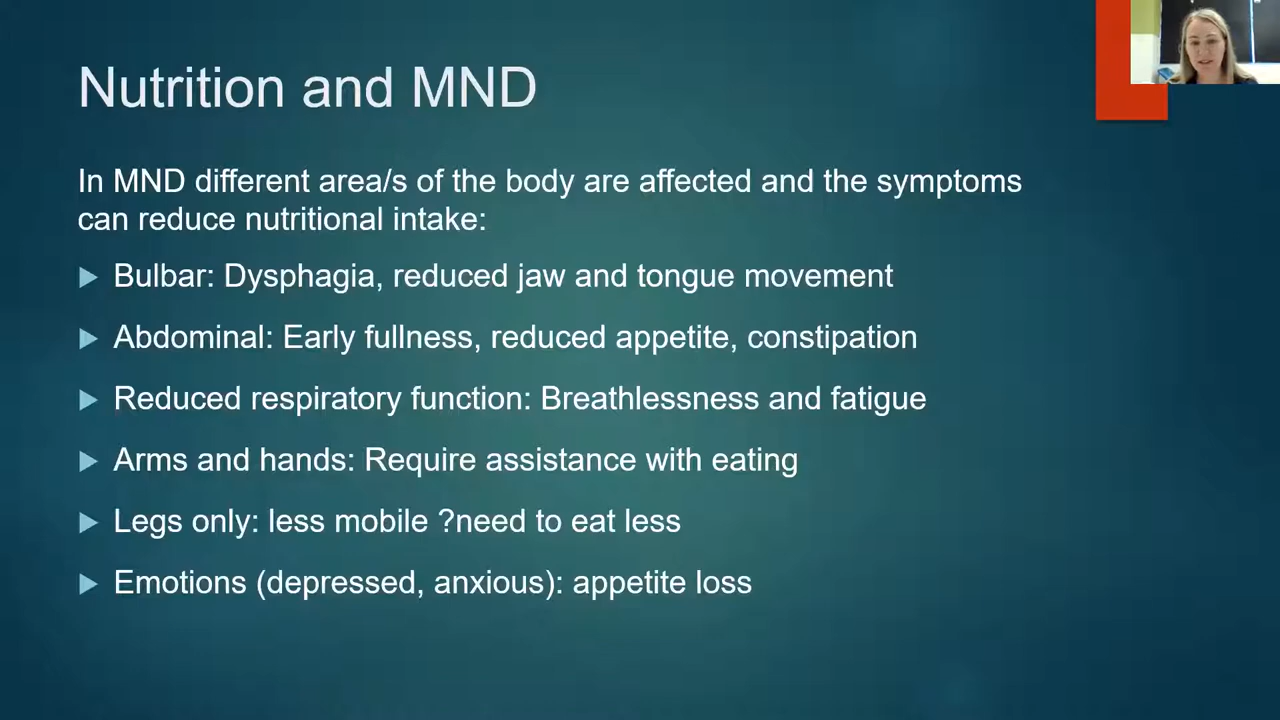 Nutrition and MND
In MND different area/s of the body are affected and the symptoms
can reduce nutritional intake:
Bulbar: Dysphagia, reduced jaw and tongue movement
Abdominal: Early fullness, reduced appetite, constipation
Reduced respiratory function: Breathlessness and fatigue
Arms and hands: Require assistance with eating
Legs only: less mobile ?need to eat less
Emotions (depressed, anxious): appetite loss